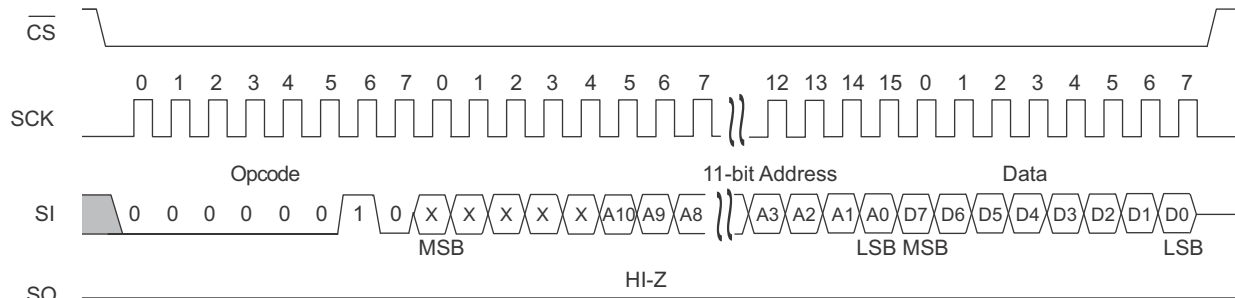 CS
0 1 2 3 4 5 6 7 0 1 2 3 4 5 6 7 12 13 14 15 0 1 2 3 4 5 6 7
SCK
Opcode 11-bit Address Data
SI 0 0 0 0 0 0 1 0 X X X X X A10 A9 A8 A3 A2 A1 A0 D7 D6 D5 D4 D3 D2 D1 D0
MSB LSB MSB LSB
HI-Z
SO